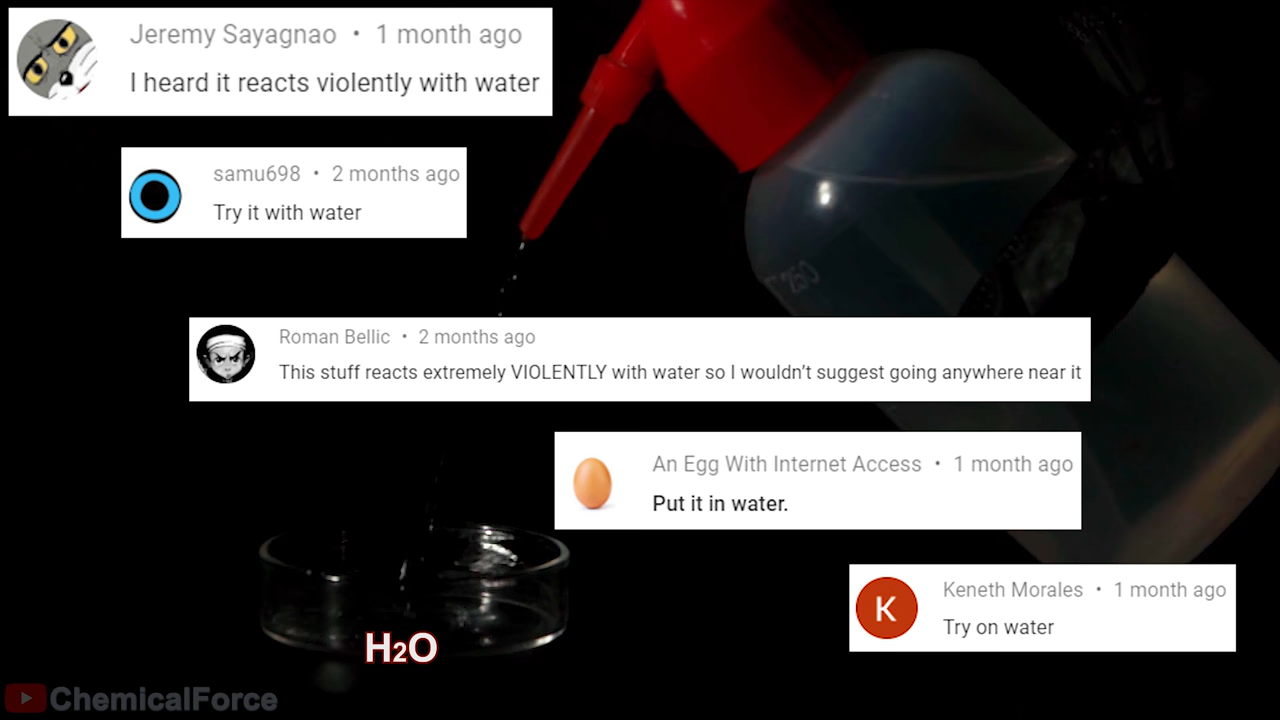 Jeremy Sayagnao • 1 month ago
I heard it reacts violently with water
samu698 • 2 months ago
Try it with water
250
Roman Bellic • 2 months ago
This stuff reacts extremely VIOLENTLY with water so I wouldn't suggest going anywhere near it
An Egg With Internet Access • 1 month ago
Put it in water.
Keneth Morales • 1 month ago
K
Try on water
H₂O
ChemicalForce